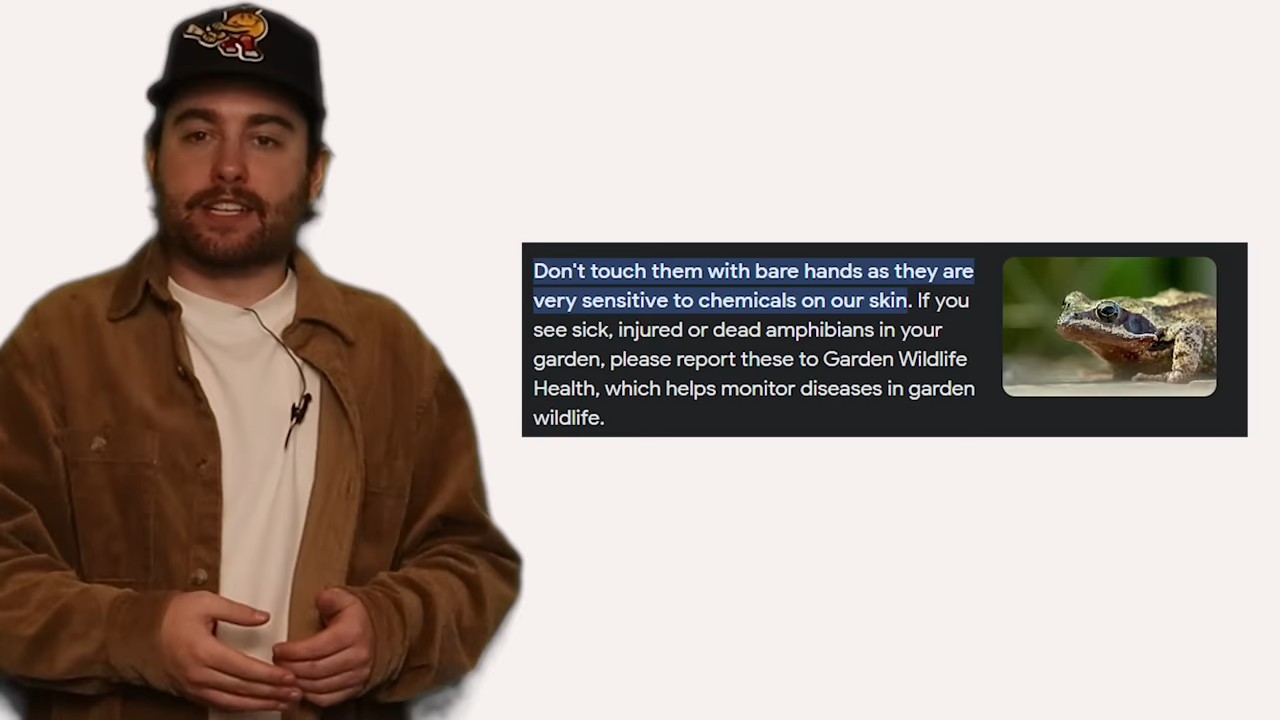 Don't touch them with bare hands as they are
very sensitive to chemicals on our skin. If you
see sick, injured or dead amphibians in your
garden, please report these to Garden Wildlife
Health, which helps monitor diseases in garden
wildlife.